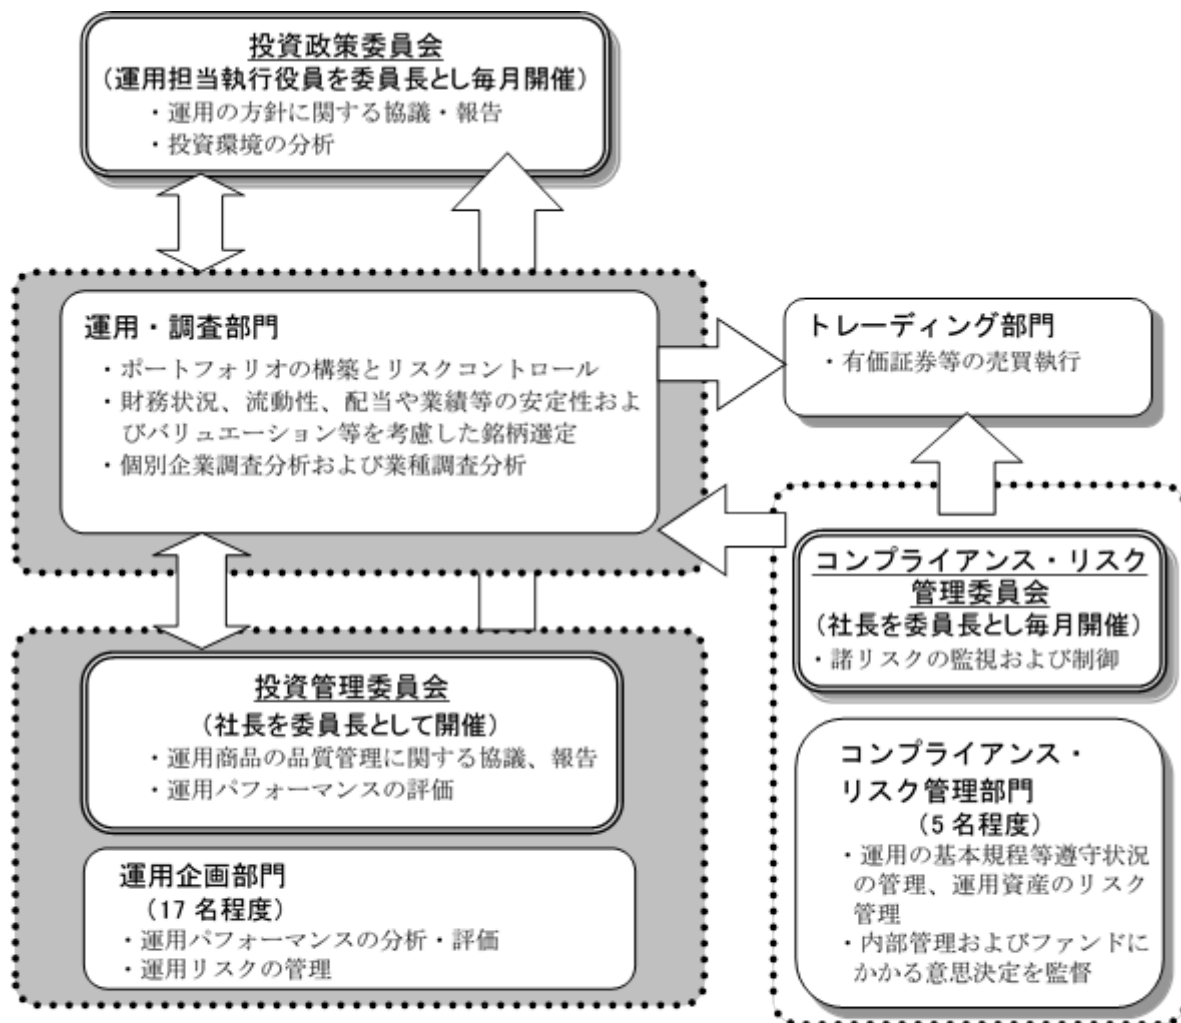 投資政策委員会
(運用担当執行役員を委員長とし毎月開催)
・運用の方針に関する協議・報告
・投資環境の分析
運用・調査部門
・ポートフォリオの構築とリスクコントロール
・財務状況、流動性、配当や業績等の安定性およ
びバリュエーション等を考慮した銘柄選定
・個別企業調査分析および業種調査分析
トレーディング部門
・有価証券等の売買執行
コンプライアンス・リスク
管理委員会
(社長を委員長とし毎月開催)
・諸リスクの監視および制御
投資管理委員会
(社長を委員長として開催)
・運用商品の品質管理に関する協議、報告
・運用パフォーマンスの評価
運用企画部門
(17 名程度)
・運用パフォーマンスの分析・評価
・運用リスクの管理
コンプライアンス・
リスク管理部門
(5 名程度)
・運用の基本規程等遵守状況
の管理、運用資産のリスク
管理
・内部管理およびファンドに
かかる意思決定を監督